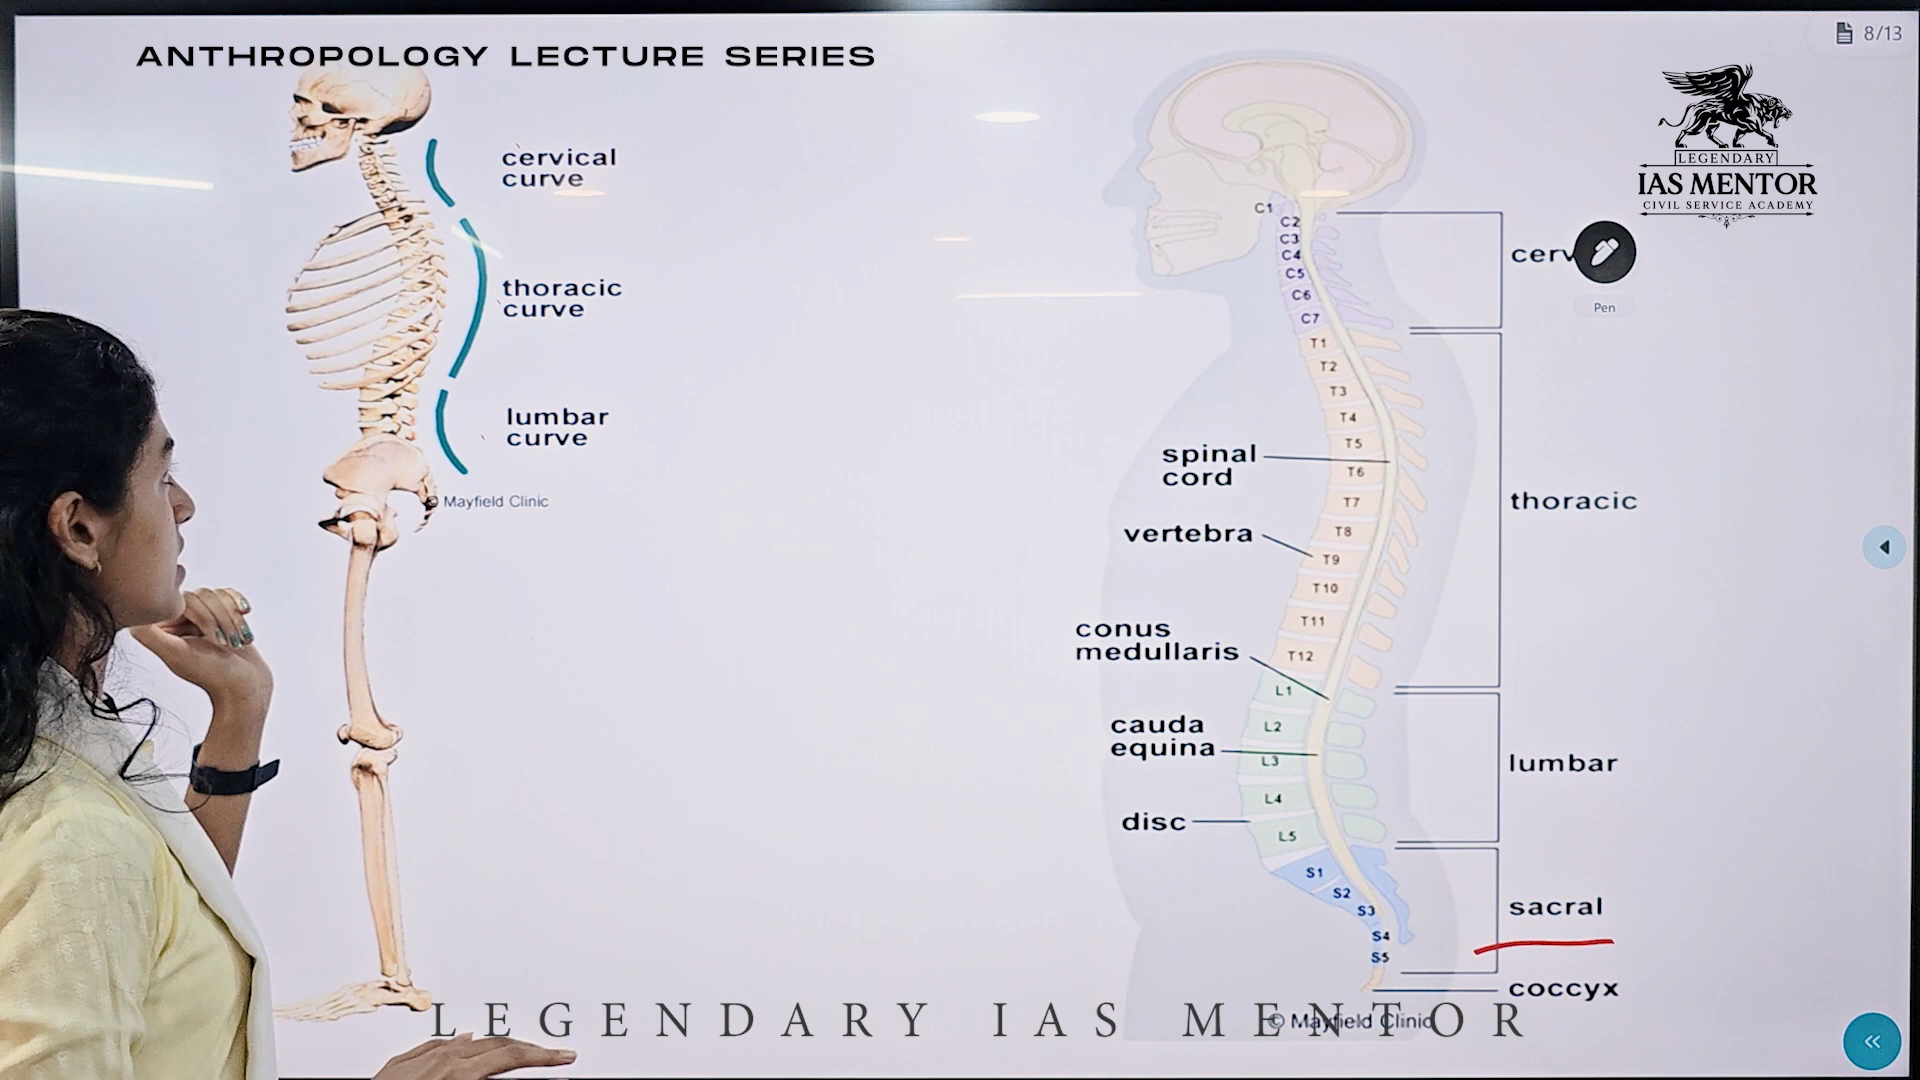 ANTHROPOLOGY LECTURE SERIES
8/13
LEGENDARY
IAS MENTOR
CIVIL SERVICE ACADEMY
cervical
curve
thoracic
curve
lumbar
curve
© Mayfield Clinic
C1
C2
C3
C4
C5
C6
C7
T1
T2
T3
T4
T5
T6
T7
T8
T9
T10
T11
T12
L1
L2
L3
L4
L5
S1
S2
S3
S4
S5
spinal
cord
vertebra
conus
medullaris
cauda
equina
disc
cerv
Pen
thoracic
lumbar
sacral
coccyx
© Mayfield Clinic
LEGENDARY IAS MENTOR